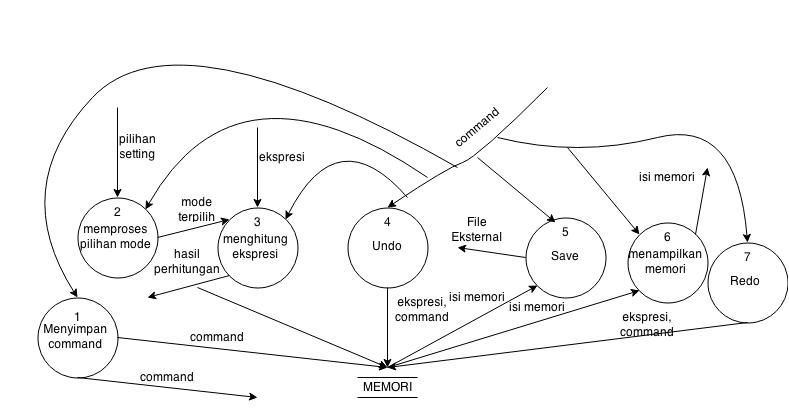 command
pilihan
setting
ekspresi
isi memori
mode
terpilih
2
memproses
pilihan mode
3
menghitung
ekspresi
4
Undo
File
Eksternal
5
Save
6
menampilkan
memori
7
Redo
hasil
perhitungan
ekspresi,
command
isi memori
isi memori
ekspresi,
command
1
Menyimpan
command
command
command
MEMORI